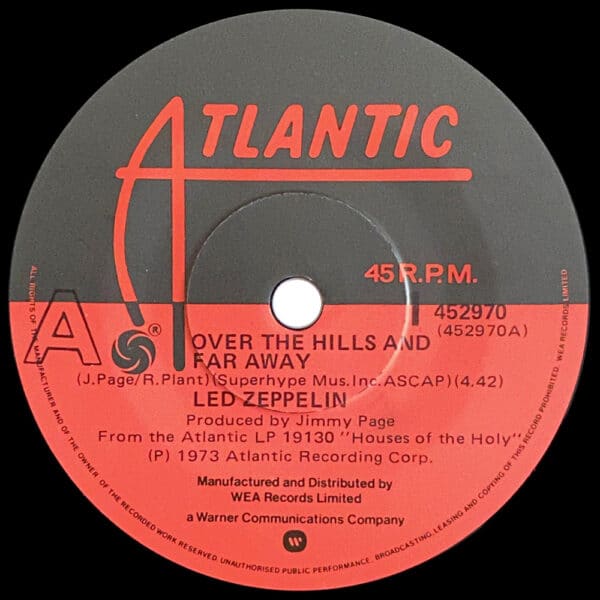 ATLANTIC
45 R.P.M.
A
®
I 452970
(452970A)
OVER THE HILLS AND
FAR AWAY
(J.Page/R.Plant)(Superhype Mus.Inc.ASCAP)(4.42)
LED ZEPPELIN
Produced by Jimmy Page
From the Atlantic LP 19130 "Houses of the Holy"
(P) 1973 Atlantic Recording Corp.
Manufactured and Distributed by
WEA Records Limited
a Warner Communications Company
ALL RIGHTS OF THE MANUFACTURER AND OF THE OWNER OF THE RECORDED WORK RESERVED. UNAUTHORISED PUBLIC PERFORMANCE, BROADCASTING, LEASING AND COPYING OF THIS RECORD PROHIBITED. WEA RECORDS LIMITED